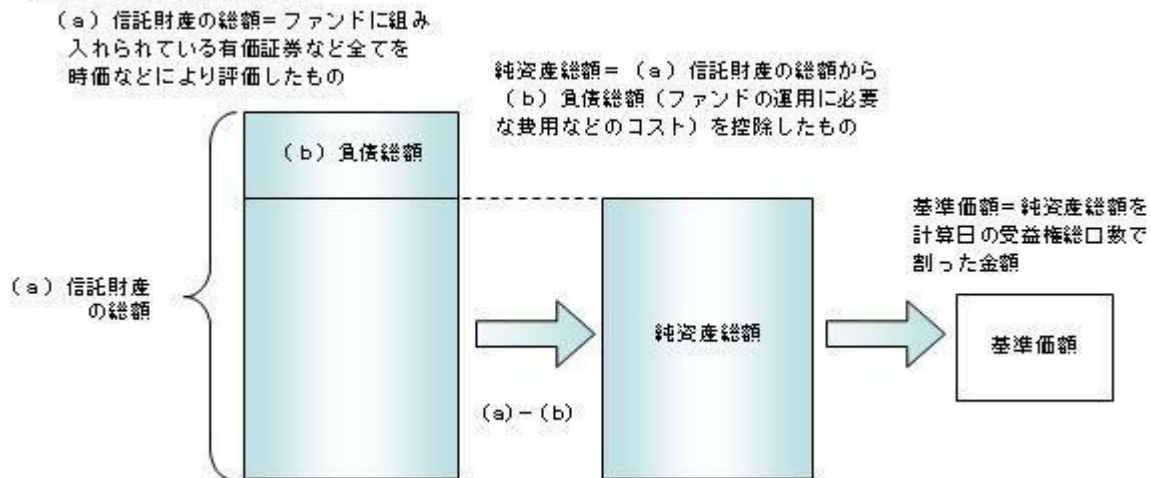 （a）信託財産の総額＝ファンドに組み
入れられている有価証券など全てを
時価などにより評価したもの
純資産総額＝（a）信託財産の総額から
（b）負債総額（ファンドの運用に必要
な費用などのコスト）を控除したもの
（b）負債総額
基準価額＝純資産総額を
計算日の受益権総口数で
割った金額
（a）信託財産
の総額
純資産総額
基準価額
（a）－（b）